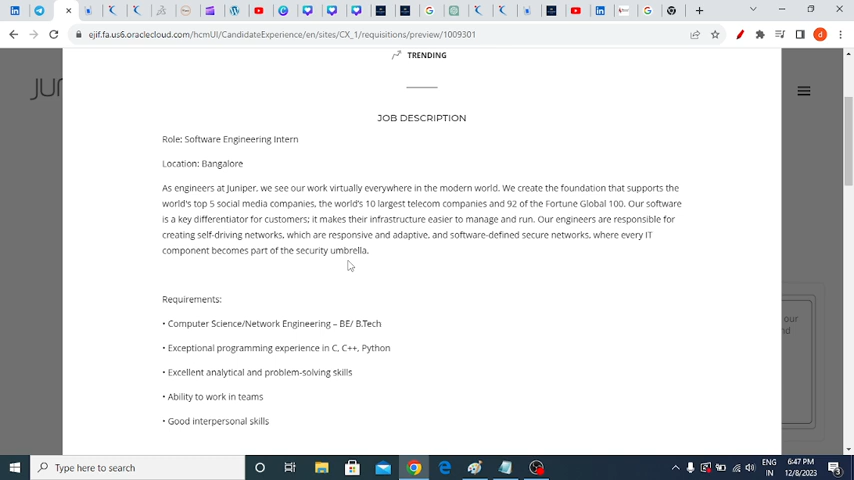 ejif.fa.us6.oraclecloud.com/hcmUI/CandidateExperience/en/sites/CX_1/requisitions/preview/1009301
TRENDING
JOB DESCRIPTION
Role: Software Engineering Intern
Location: Bangalore
As engineers at Juniper, we see our work virtually everywhere in the modern world. We create the foundation that supports the
world's top 5 social media companies, the world's 10 largest telecom companies and 92 of the Fortune Global 100. Our software
is a key differentiator for customers; it makes their infrastructure easier to manage and run. Our engineers are responsible for
creating self-driving networks, which are responsive and adaptive, and software-defined secure networks, where every IT
component becomes part of the security umbrella.
Requirements:
• Computer Science/Network Engineering – BE/ B.Tech
• Exceptional programming experience in C, C++, Python
• Excellent analytical and problem-solving skills
• Ability to work in teams
• Good interpersonal skills
our
Type here to search
ENG
IN
6:47 PM
12/8/2023